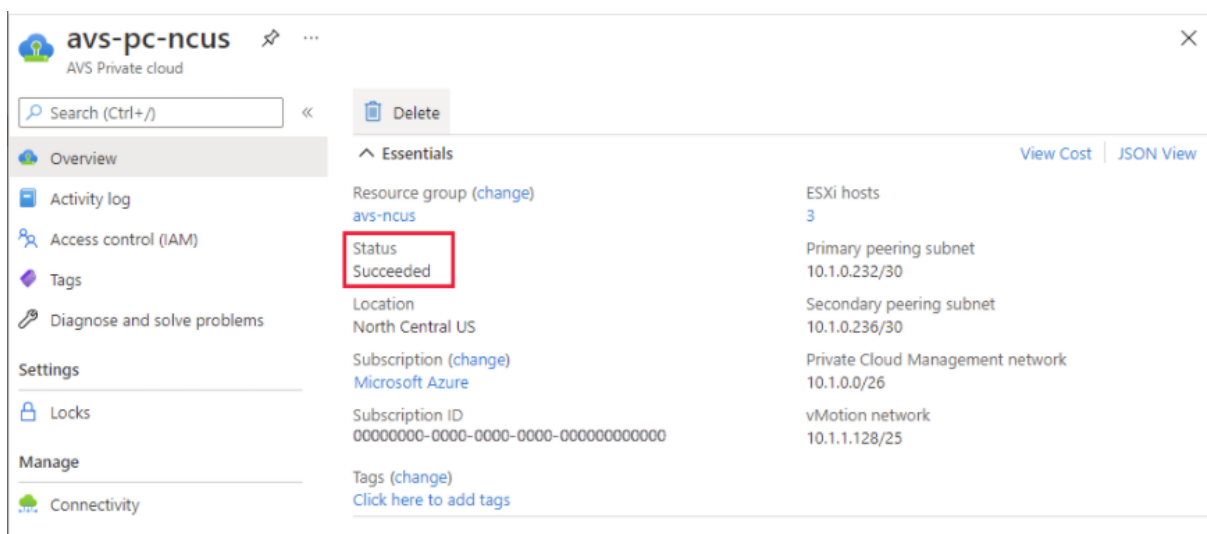 avs-pc-ncus
AVS Private cloud
Search (Ctrl+/)
Overview
Activity log
Access control (IAM)
Tags
Diagnose and solve problems
Settings
Locks
Manage
Connectivity
Delete
Essentials
View Cost
JSON View
Resource group (change)
avs-ncus
Status
Succeeded
Location
North Central US
Subscription (change)
Microsoft Azure
Subscription ID
00000000-0000-0000-0000-000000000000
Tags (change)
Click here to add tags
ESXi hosts
3
Primary peering subnet
10.1.0.232/30
Secondary peering subnet
10.1.0.236/30
Private Cloud Management network
10.1.0.0/26
vMotion network
10.1.1.128/25